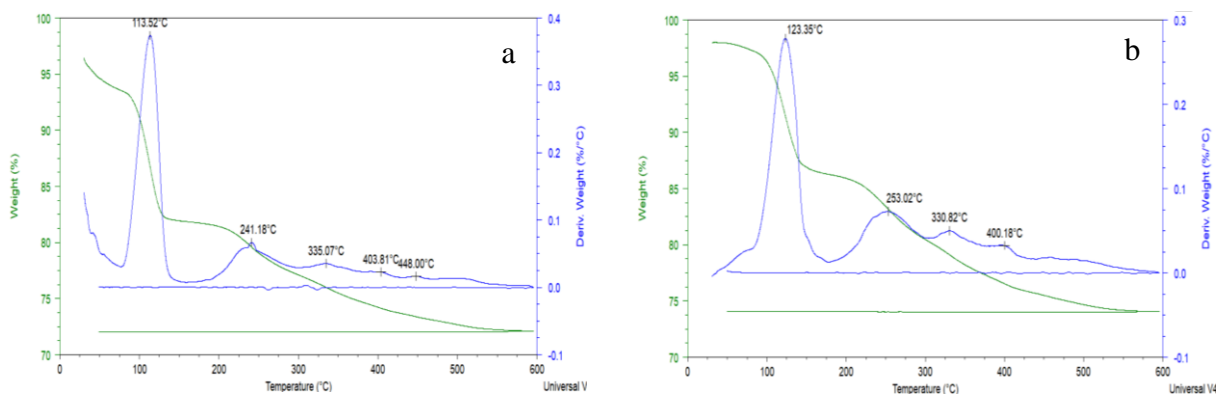 113.52°C
a
241.18°C
335.07°C
403.81°C
448.00°C
100
95
90
85
80
75
70
Weight (%)
0.4
0.3
0.2
0.1
0.0
-0.1
Deriv. Weight (%/°C)
0
100
200
300
400
500
600
Temperature (°C)
Universal V
123.35°C
b
253.02°C
330.82°C
400.18°C
100
95
90
85
80
75
70
Weight (%)
0.3
0.2
0.1
0.0
-0.1
Deriv. Weight (%/°C)
0
100
200
300
400
500
600
Temperature (°C)
Universal V4